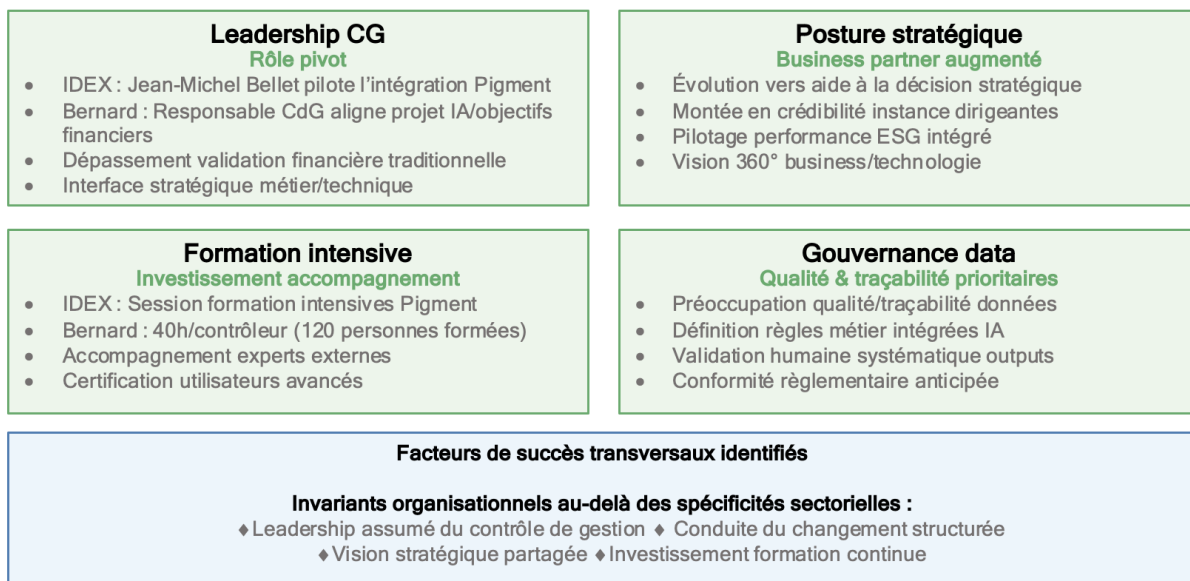 Leadership CG
Rôle pivot
• IDEX : Jean-Michel Bellet pilote l’intégration Pigment
• Bernard : Responsable CdG aligne projet IA/objectifs
financiers
• Dépassement validation financière traditionnelle
• Interface stratégique métier/technique
Posture stratégique
Business partner augmenté
• Évolution vers aide à la décision stratégique
• Montée en crédibilité instance dirigeantes
• Pilotage performance ESG intégré
• Vision 360° business/technologie
Formation intensive
Investissement accompagnement
• IDEX : Session formation intensives Pigment
• Bernard : 40h/contrôleur (120 personnes formées)
• Accompagnement experts externes
• Certification utilisateurs avancés
Gouvernance data
Qualité & traçabilité prioritaires
• Préoccupation qualité/traçabilité données
• Définition règles métier intégrées IA
• Validation humaine systématique outputs
• Conformité règlementaire anticipée
Facteurs de succès transversaux identifiés
Invariants organisationnels au-delà des spécificités sectorielles :
♦Leadership assumé du contrôle de gestion ♦ Conduite du changement structurée
♦Vision stratégique partagée ♦Investissement formation continue